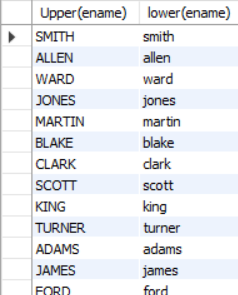 Upper(ename) lower(ename)
SMITH smith
ALLEN allen
WARD ward
JONES jones
MARTIN martin
BLAKE blake
CLARK clark
SCOTT scott
KING king
TURNER turner
ADAMS adams
JAMES james
FORD ford